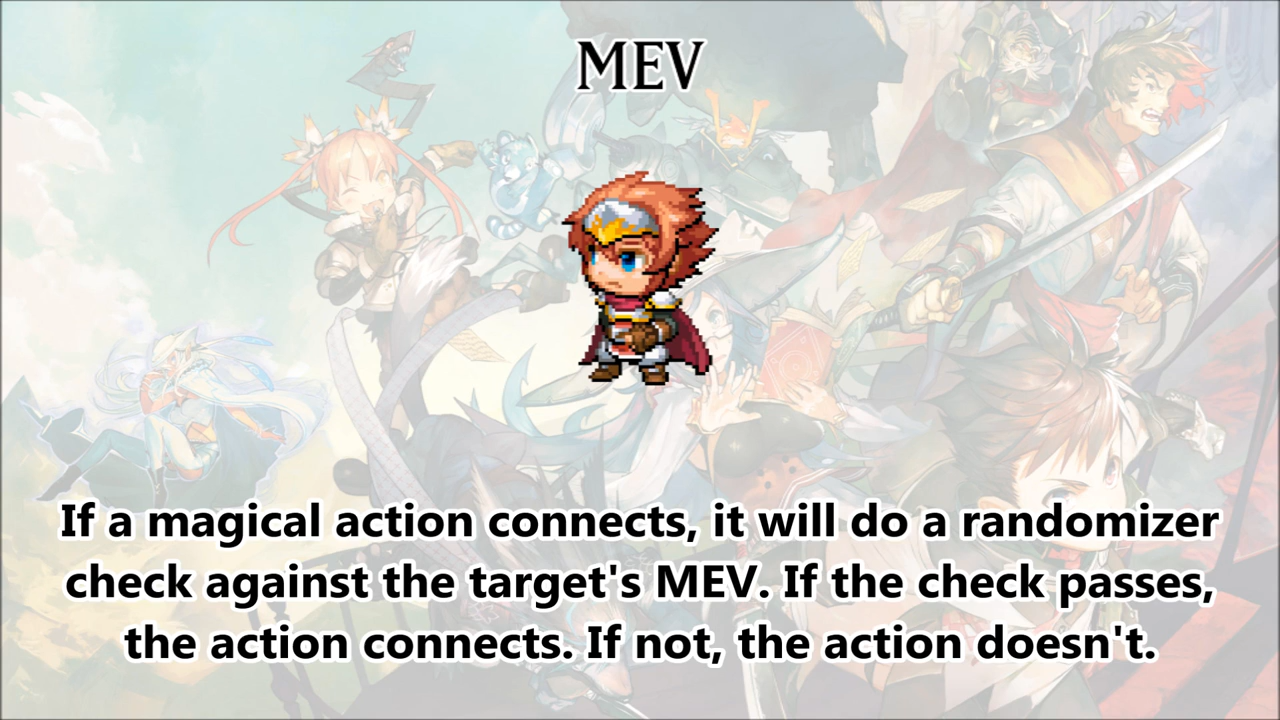 MEV
If a magical action connects, it will do a randomizer
check against the target's MEV. If the check passes,
the action connects. If not, the action doesn't.